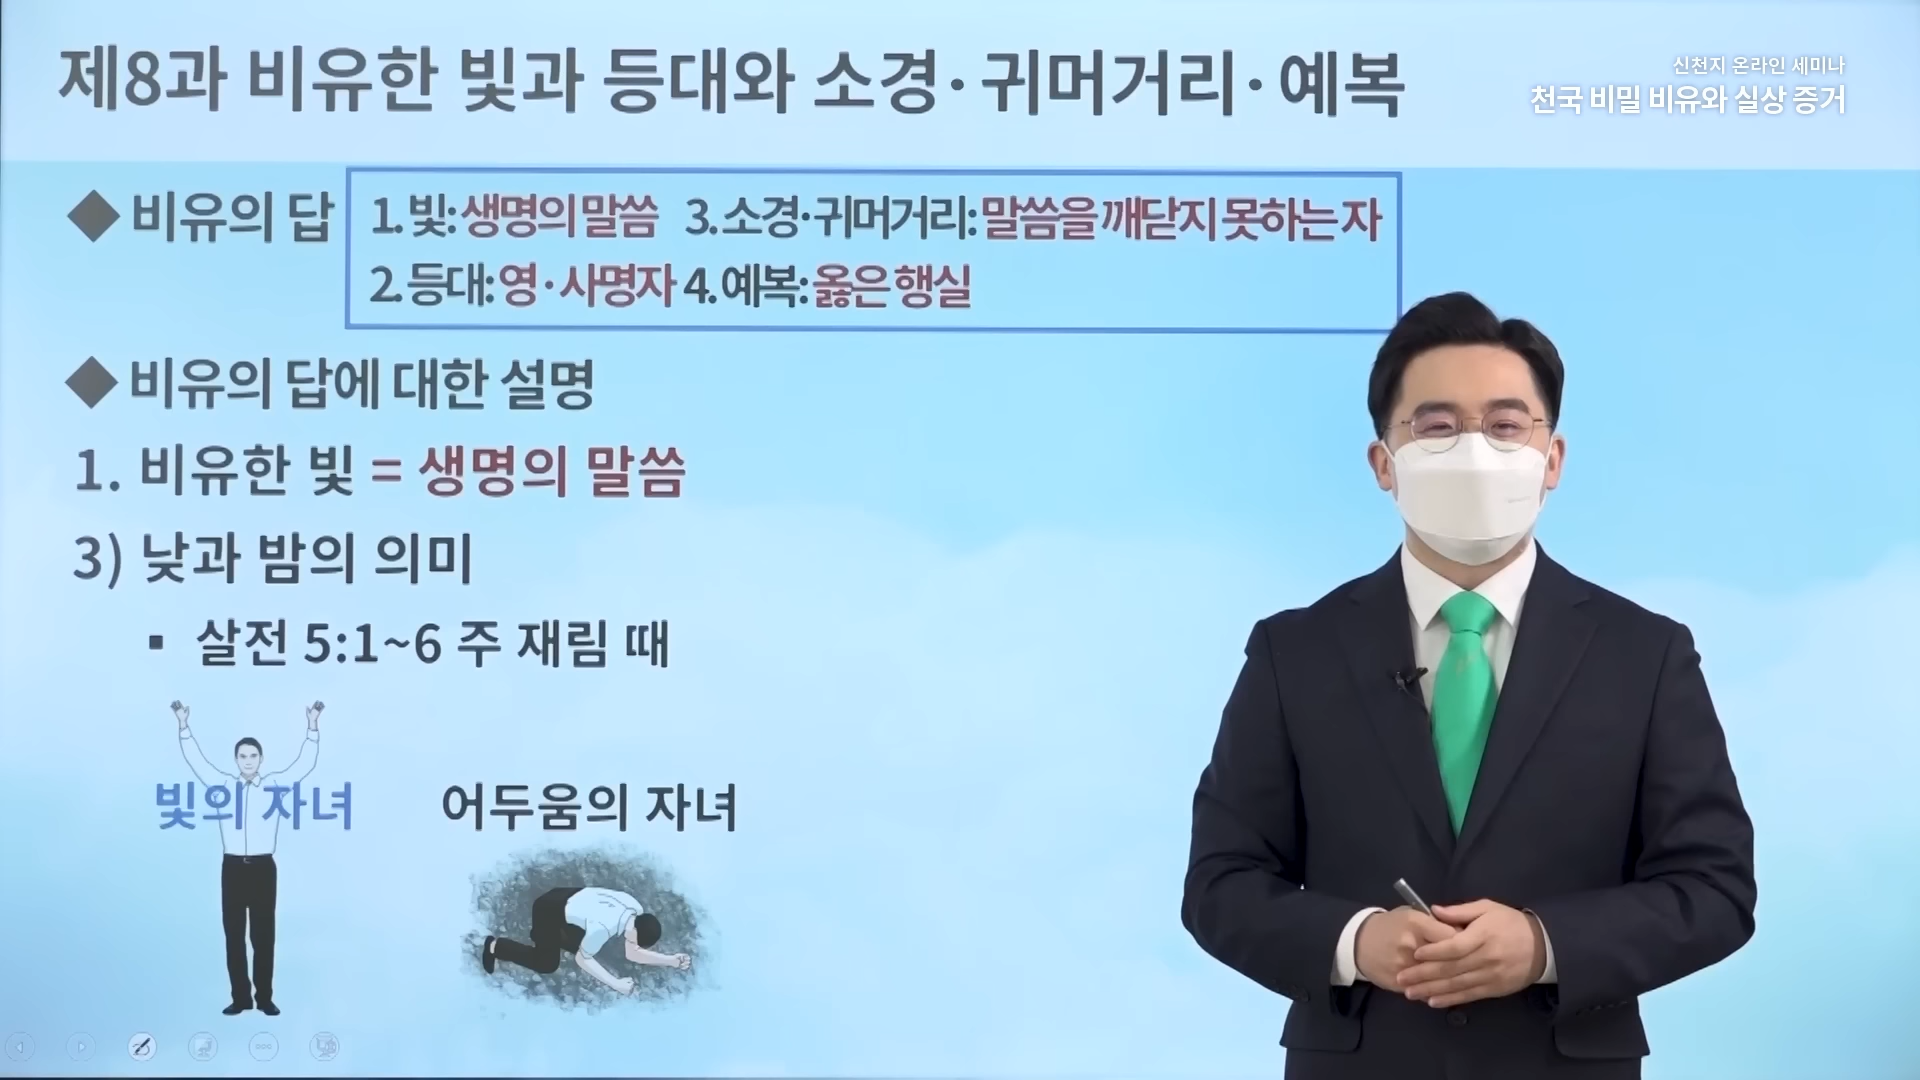 제8과 비유한 빛과 등대와 소경·귀머거리·예복
신천지 온라인 세미나
천국 비밀 비유와 실상 증거
◆ 비유의 답
1. 빛: 생명의 말씀 3. 소경·귀머거리: 말씀을 깨닫지 못하는 자
2. 등대: 영·사명자 4. 예복: 옳은 행실
◆ 비유의 답에 대한 설명
1. 비유한 빛 = 생명의 말씀
3) 낮과 밤의 의미
▪ 살전 5:1~6 주 재림 때
빛의 자녀 어두움의 자녀